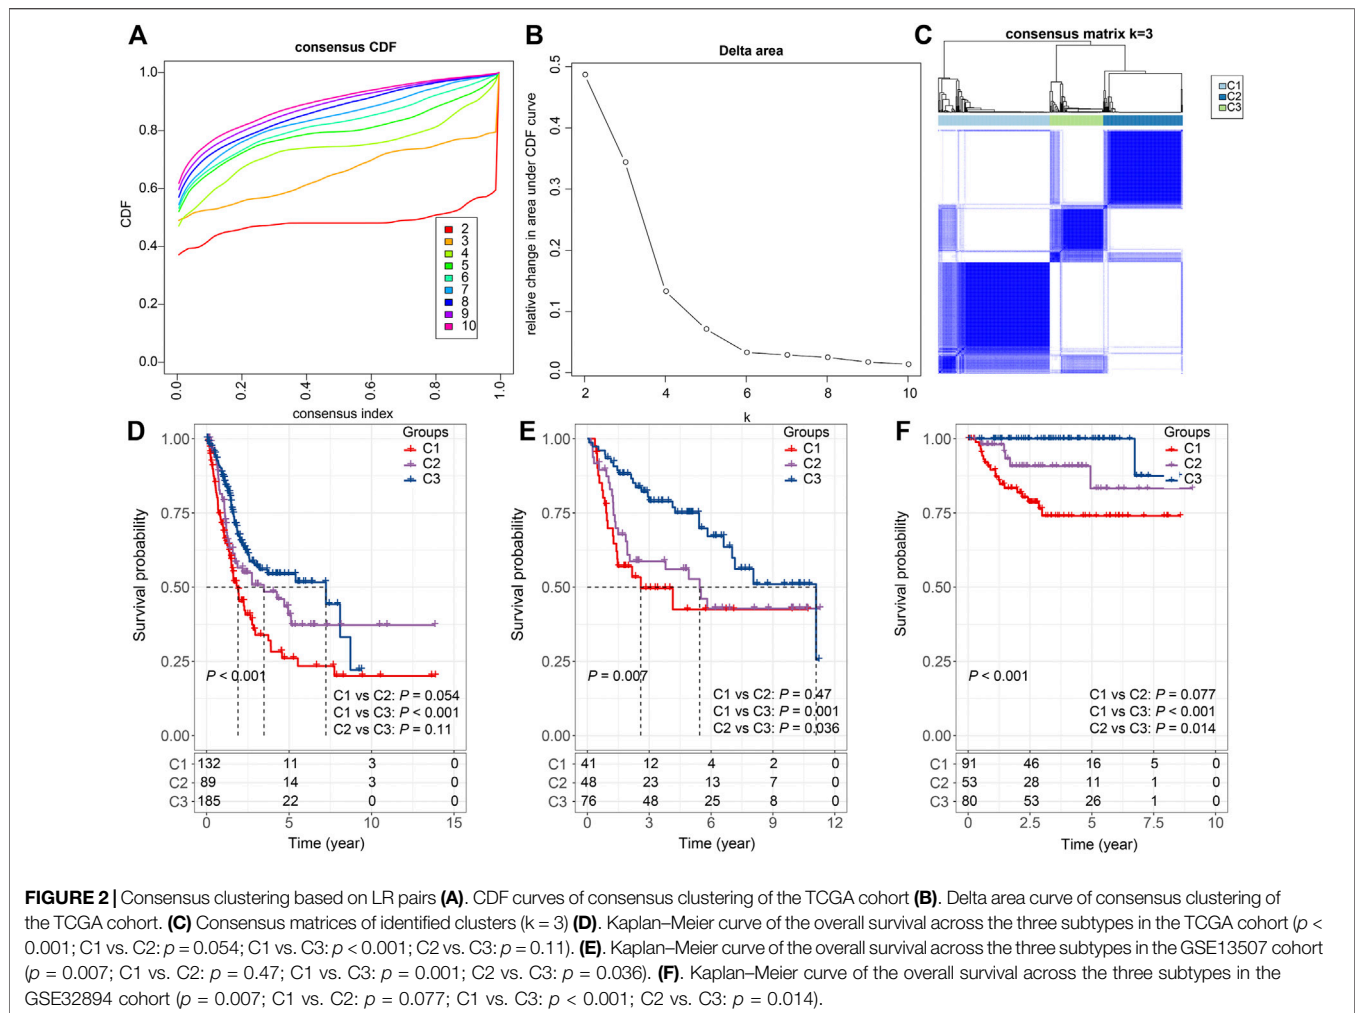 A
consensus CDF
CDF
1.0
0.8
0.6
0.4
0.2
0.0
0.0 0.2 0.4 0.6 0.8 1.0
consensus index
2
3
4
5
6
7
8
9
10
B
Delta area
relative change in area under CDF curve
0.5
0.4
0.3
0.2
0.1
0.0
2 4 6 8 10
k
C
consensus matrix k=3
C1
C2
C3
D
Groups
C1
C2
C3
Survival probability
1.00
0.75
0.50
0.25
0.00
P < 0.001
C1 vs C2: P = 0.054
C1 vs C3: P < 0.001
C2 vs C3: P = 0.11
C1 132 11 3 0
C2 89 14 3 0
C3 185 22 0 0
0 5 10 15
Time (year)
E
Groups
C1
C2
C3
Survival probability
1.00
0.75
0.50
0.25
0.00
P = 0.007
C1 vs C2: P = 0.47
C1 vs C3: P = 0.001
C2 vs C3: P = 0.036
C1 41 12 4 2 0
C2 48 23 13 7 0
C3 76 48 25 8 0
0 3 6 9 12
Time (year)
F
Groups
C1
C2
C3
Survival probability
1.00
0.75
0.50
0.25
0.00
P < 0.001
C1 vs C2: P = 0.077
C1 vs C3: P < 0.001
C2 vs C3: P = 0.014
C1 91 46 16 5 0
C2 53 28 11 1 0
C3 80 53 26 1 0
0 2.5 5 7.5 10
Time (year)
FIGURE 2 | Consensus clustering based on LR pairs (A). CDF curves of consensus clustering of the TCGA cohort (B). Delta area curve of consensus clustering of
the TCGA cohort. (C) Consensus matrices of identified clusters (k = 3) (D). Kaplan–Meier curve of the overall survival across the three subtypes in the TCGA cohort (p <
0.001; C1 vs. C2: p = 0.054; C1 vs. C3: p < 0.001; C2 vs. C3: p = 0.11). (E). Kaplan–Meier curve of the overall survival across the three subtypes in the GSE13507 cohort
(p = 0.007; C1 vs. C2: p = 0.47; C1 vs. C3: p = 0.001; C2 vs. C3: p = 0.036). (F). Kaplan–Meier curve of the overall survival across the three subtypes in the
GSE32894 cohort (p = 0.007; C1 vs. C2: p = 0.077; C1 vs. C3: p < 0.001; C2 vs. C3: p = 0.014).